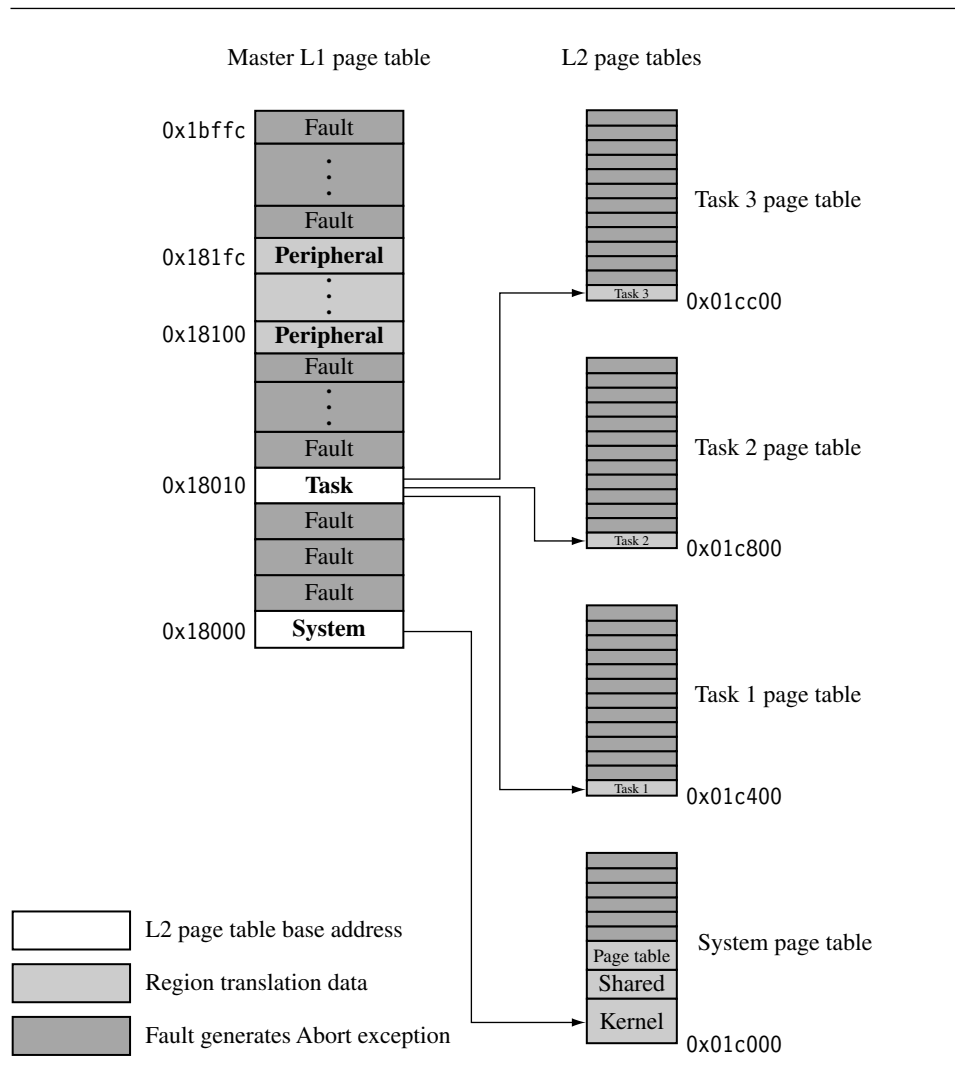 Master L1 page table
L2 page tables
0x1bffc
Fault
Fault
0x181fc
Peripheral
0x18100
Peripheral
Fault
Fault
0x18010
Task
Fault
Fault
Fault
0x18000
System
Task 3 page table
Task 3
0x01cc00
Task 2 page table
Task 2
0x01c800
Task 1 page table
Task 1
0x01c400
System page table
Page table
Shared
Kernel
0x01c000
L2 page table base address
Region translation data
Fault generates Abort exception